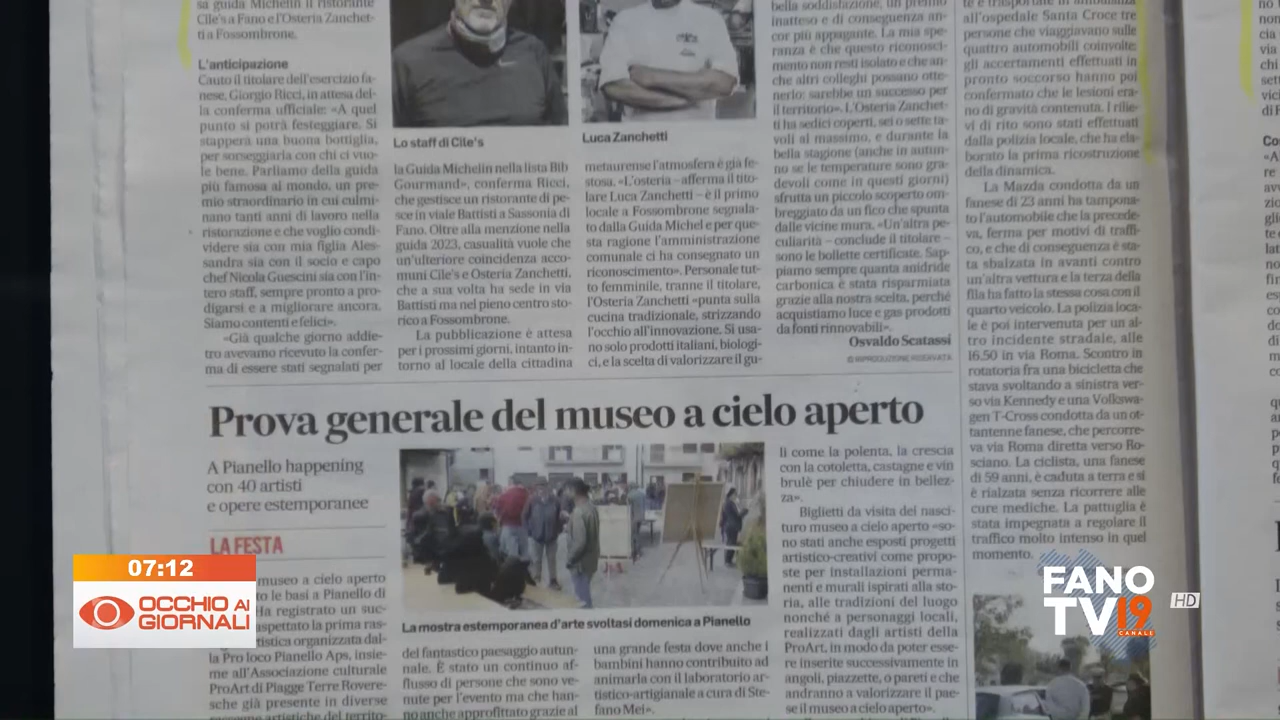 sa guida Michelin il ristorante
Cile's a Fano e l'Osteria Zanchet-
ti a Fossombrone.
L'anticipazione
Cauto il titolare dell'esercizio fa-
nese, Giorgio Ricci, in attesa del-
la conferma ufficiale: «A quel
punto si potrà festeggiare. Si
stapperà una buona bottiglia,
per sorseggiarla con chi ci vuo-
le bene. Parliamo della guida
più famosa al mondo, un pre-
mio straordinario in cui culmi-
nano tanti anni di lavoro nella
ristorazione e che voglio condi-
videre sia con mia figlia Ales-
sandra sia con il socio e capo
chef Nicola Guescini sia con l'in-
tero staff, sempre pronto a pro-
digarsi e a migliorare ancora.
Siamo contenti e felici».
«Già qualche giorno addie-
tro avevamo ricevuto la confer-
ma di essere stati segnalati per
Lo staff di Cile's
la Guida Michelin nella lista Bib
Gourmand», conferma Ricci,
che gestisce un ristorante di pe-
sce in viale Battisti a Sassonia di
Fano. Oltre alla menzione nella
guida 2023, casualità vuole che
un'ulteriore coincidenza acco-
muni Cile's e Osteria Zanchetti,
che a sua volta ha sede in via
Battisti ma nel pieno centro sto-
rico a Fossombrone.
La pubblicazione è attesa
per i prossimi giorni, intanto in-
torno al locale della cittadina
Luca Zanchetti
metaurense l'atmosfera è già fe-
stosa. «L'osteria – afferma il tito-
lare Luca Zanchetti – è il primo
locale a Fossombrone segnala-
to dalla Guida Michel e per que-
sta ragione l'amministrazione
comunale ci ha consegnato un
riconoscimento». Personale tut-
to femminile, tranne il titolare,
l'Osteria Zanchetti «punta sulla
cucina tradizionale, strizzando
l'occhio all'innovazione. Si usa-
no solo prodotti italiani, biologi-
ci, e la scelta di valorizzare il gu-
bella soddisfazione, un premio
inatteso e di conseguenza an-
cor più appagante. La mia spe-
ranza è che questo riconosci-
mento non resti isolato e che an-
che altri colleghi possano otte-
nerlo: sarebbe un successo per
il territorio». L'Osteria Zanchet-
ti ha sedici coperti, sei o sette ta-
voli al massimo, e durante la
bella stagione (anche in autun-
no se le temperature sono gra-
devoli come in questi giorni)
sfrutta un piccolo scoperto om-
breggiato da un fico che spunta
dalle vicine mura. «Un'altra pe-
culiarità – conclude il titolare –
sono le bollette certificate. Sap-
piamo sempre quanta anidride
carbonica è stata risparmiata
grazie alla nostra scelta, perché
acquistiamo luce e gas prodotti
da fonti rinnovabili».
Osvaldo Scatassi
© RIPRODUZIONE RISERVATA
te e trasportate in ambulanza
all'ospedale Santa Croce tre
persone che viaggiavano sulle
quattro automobili coinvolte:
gli accertamenti effettuati in
pronto soccorso hanno poi
confermato che le lesioni era-
no di gravità contenuta. I rilie-
vi di rito sono stati effettuati
dalla polizia locale, che ha ela-
borato la prima ricostruzione
della dinamica.
La Mazda condotta da un
fanese di 23 anni ha tampona-
to l'automobile che la precede-
va, ferma per motivi di traffi-
co, e che di conseguenza è sta-
ta sbalzata in avanti contro
un'altra vettura e la terza della
fila ha fatto la stessa cosa con il
quarto veicolo. La polizia loca-
le è poi intervenuta per un al-
tro incidente stradale, alle
16.50 in via Roma. Scontro in
rotatoria fra una bicicletta che
stava svoltando a sinistra ver-
so via Kennedy e una Volkswa-
gen T-Cross condotta da un ot-
tantenne fanese, che percorre-
va via Roma diretta verso Ro-
sciano. La ciclista, una fanese
di 59 anni, è caduta a terra e si
è rialzata senza ricorrere alle
cure mediche. La pattuglia è
stata impegnata a regolare il
traffico molto intenso in quel
momento.
Prova generale del museo a cielo aperto
A Pianello happening
con 40 artisti
e opere estemporanee
LA FESTA
museo a cielo aperto
le basi a Pianello di
Ha registrato un suc-
aspettato la prima ras-
tistica organizzata dal-
la Pro loco Pianello Aps, insie-
me all'Associazione culturale
ProArt di Piagge Terre Rovere-
sche già presente in diverse
rassegne artistiche del territo-
La mostra estemporanea d'arte svoltasi domenica a Pianello
del fantastico paesaggio autun-
nale. È stato un continuo af-
flusso di persone che sono ve-
nute per l'evento ma che han-
no anche approfittato grazie al
una grande festa dove anche i
bambini hanno contribuito ad
animarla con il laboratorio ar-
tistico-artigianale a cura di Ste-
fano Mei».
li come la polenta, la crescia
con la cotoletta, castagne e vin
brulè per chiudere in bellez-
za».
Biglietti da visita del nasci-
turo museo a cielo aperto «so-
no stati anche esposti progetti
artistico-creativi come propo-
ste per installazioni perma-
nenti e murali ispirati alla sto-
ria, alle tradizioni del luogo
nonché a personaggi locali,
realizzati dagli artisti della
ProArt, in modo da poter esse-
re inserite successivamente in
angoli, piazzette, o pareti e che
andranno a valorizzare il pae-
se il museo a cielo aperto».
07:12
OCCHIO AI
GIORNALI
FANO
TV19
CANALE
HD